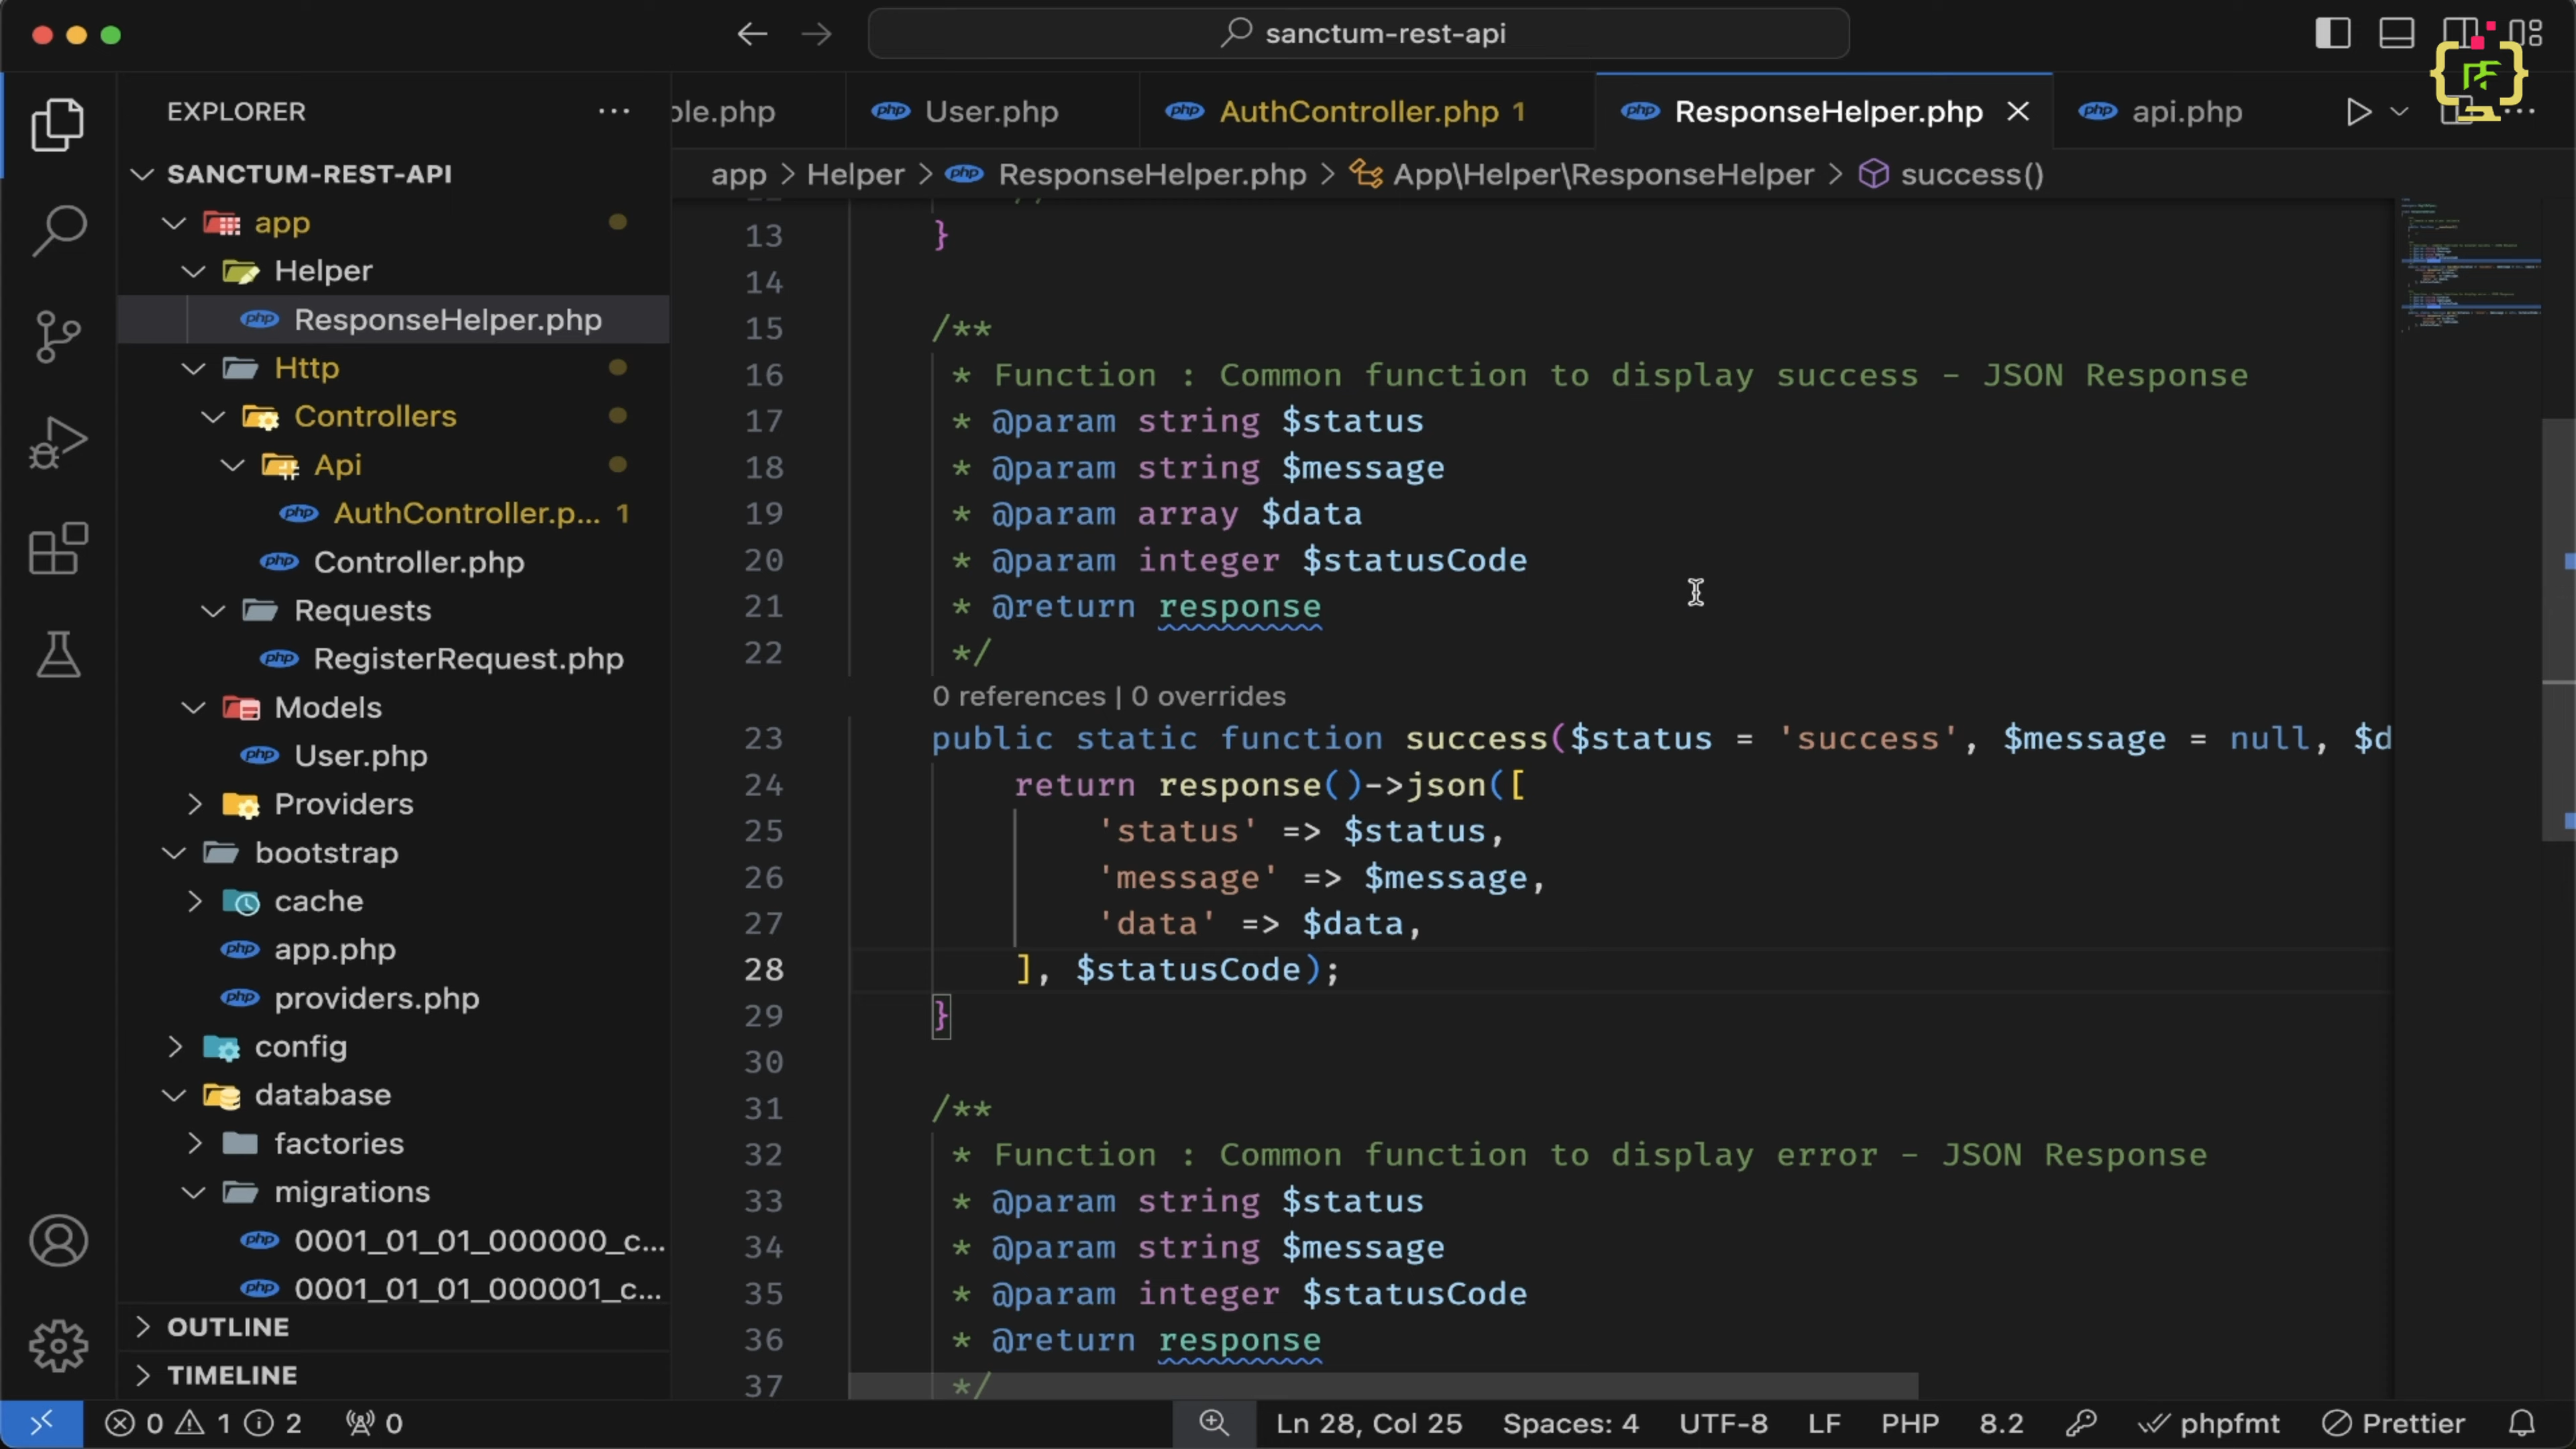 sanctum-rest-api
EXPLORER
ple.php
User.php
AuthController.php 1
ResponseHelper.php
api.php
app > Helper > ResponseHelper.php > App\Helper\ResponseHelper > success()
SANCTUM-REST-API
app
Helper
ResponseHelper.php
Http
Controllers
Api
AuthController.p... 1
Controller.php
Requests
RegisterRequest.php
Models
User.php
Providers
bootstrap
cache
app.php
providers.php
config
database
factories
migrations
0001_01_01_000000_c...
0001_01_01_000001_c...
OUTLINE
TIMELINE
13 }
14
15 /**
16 * Function : Common function to display success - JSON Response
17 * @param string $status
18 * @param string $message
19 * @param array $data
20 * @param integer $statusCode
21 * @return response
22 */
0 references | 0 overrides
23 public static function success($status = 'success', $message = null, $d
24 return response()->json([
25 'status' => $status,
26 'message' => $message,
27 'data' => $data,
28 ], $statusCode);
29 }
30
31 /**
32 * Function : Common function to display error - JSON Response
33 * @param string $status
34 * @param string $message
35 * @param integer $statusCode
36 * @return response
37 */
0 1 2 0
Ln 28, Col 25
Spaces: 4
UTF-8
LF
PHP
8.2
phpfmt
Prettier